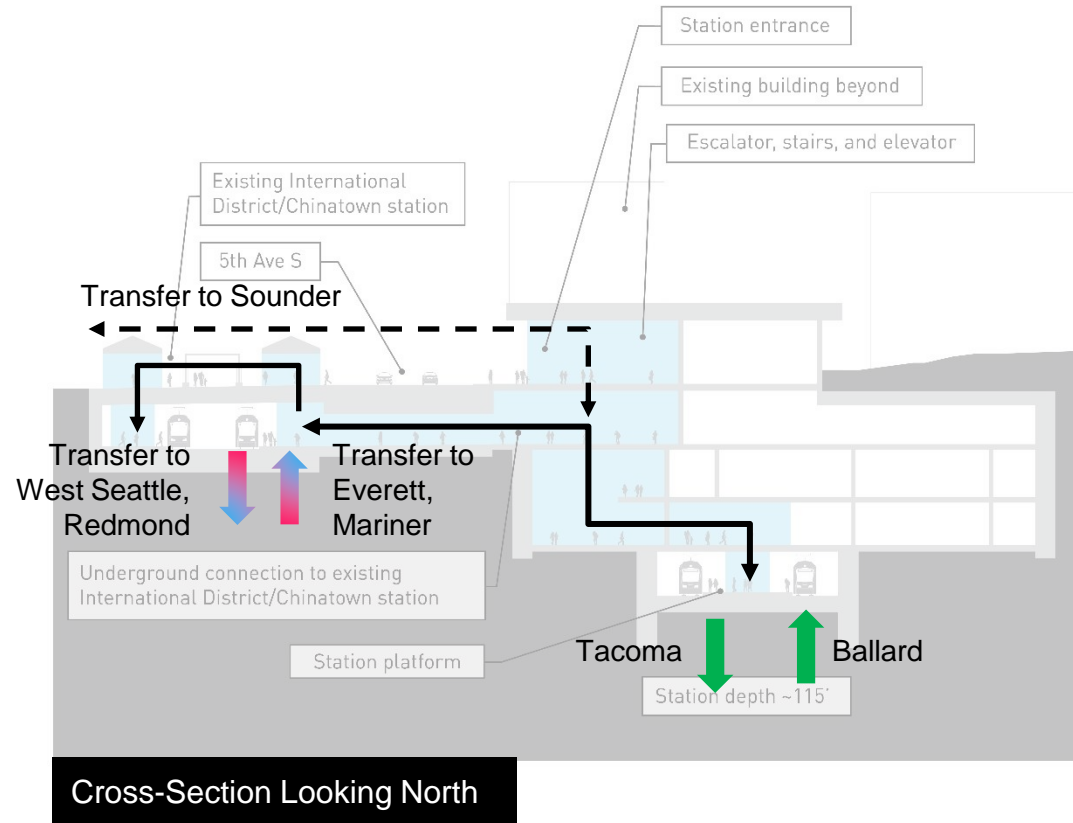 Station entrance
Existing building beyond
Escalator, stairs, and elevator
Existing International
District/Chinatown station
5th Ave S
Transfer to Sounder
Transfer to
West Seattle,
Redmond
Transfer to
Everett,
Mariner
Underground connection to existing
International District/Chinatown station
Station platform
Tacoma
Ballard
Station depth ~115'
Cross-Section Looking North